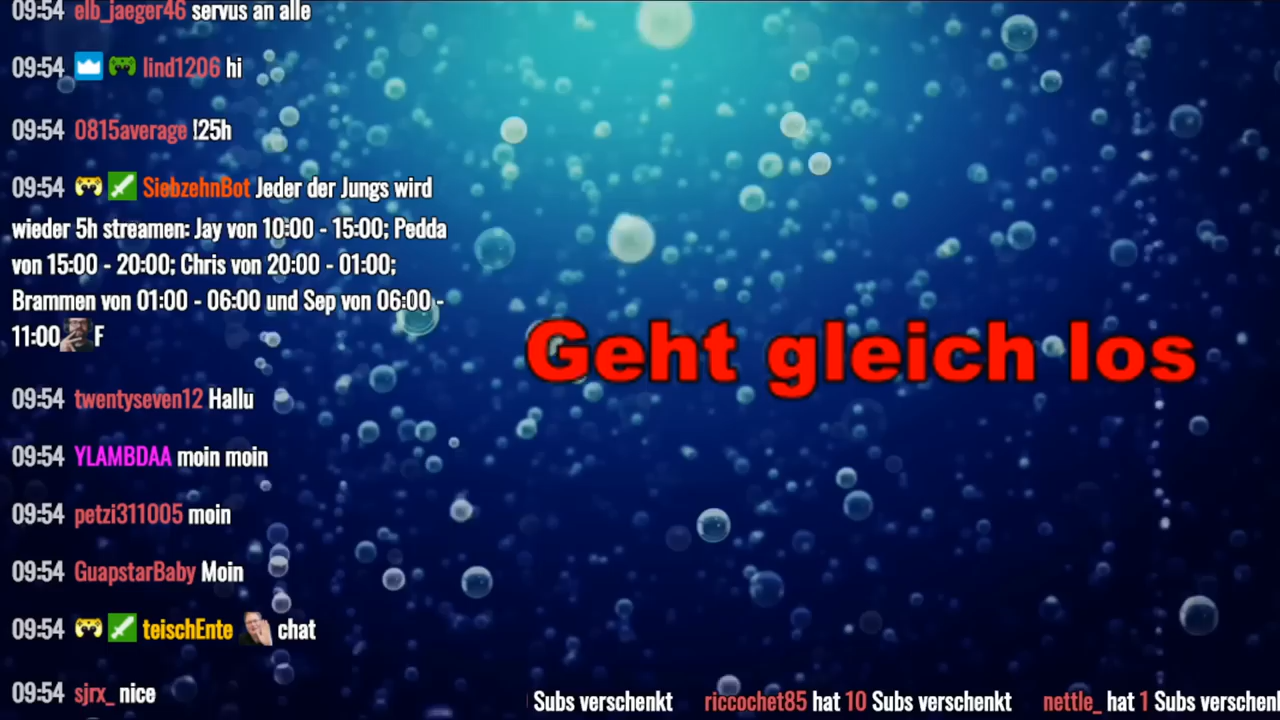 09:54 elb_jaeger46 servus an alle
09:54 lind1206 hi
09:54 0815average !25h
09:54 SiebzehnBot Jeder der Jungs wird
wieder 5h streamen: Jay von 10:00 - 15:00; Pedda
von 15:00 - 20:00; Chris von 20:00 - 01:00;
Brammen von 01:00 - 06:00 und Sep von 06:00 -
11:00 F
Geht gleich los
09:54 twentyseven12 Hallu
09:54 YLAMBDAA moin moin
09:54 petzi311005 moin
09:54 GuapstarBaby Moin
09:54 teischEnte chat
09:54 sjrx_ nice
Subs verschenkt riccochet85 hat 10 Subs verschenkt nettle_ hat 1 Subs verschen